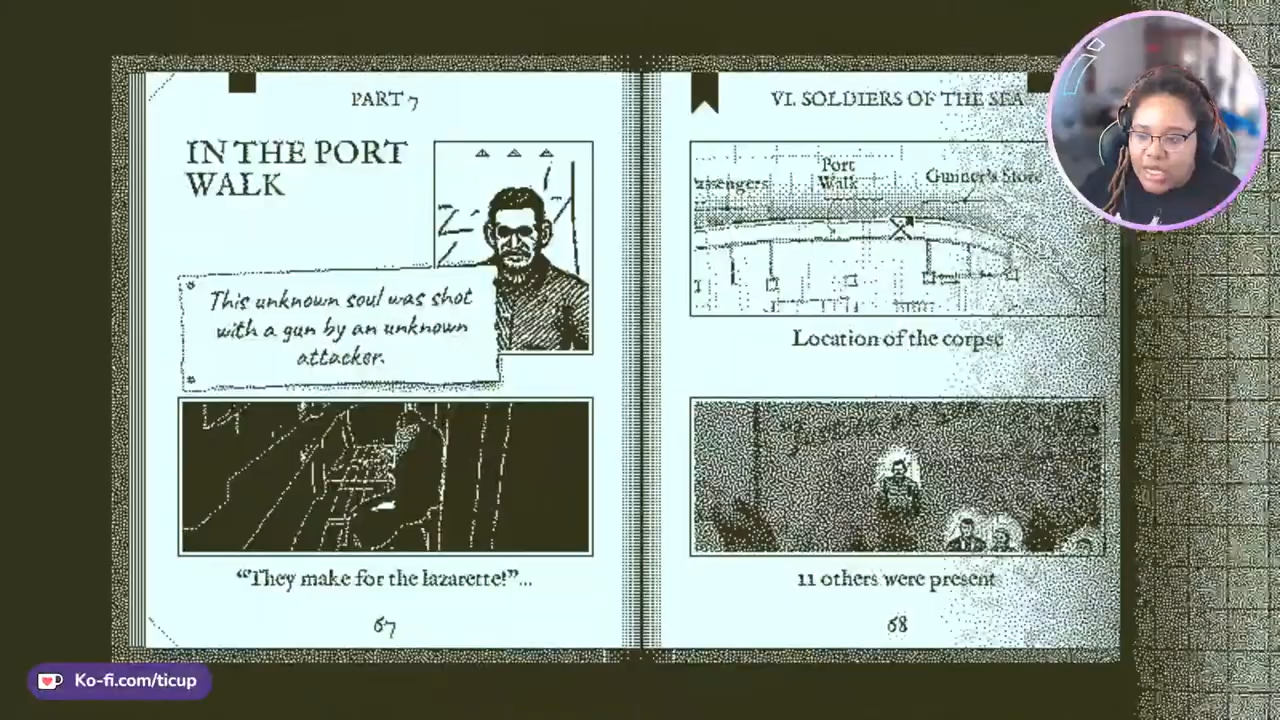 PART 7
IN THE PORT
WALK
This unknown soul was shot
with a gun by an unknown
attacker.
"They make for the lazarette!"...
67
VI. SOLDIERS OF THE SEA
Port
Walk
Gunner's Store
Location of the corpse
11 others were present
68
Ko-fi.com/ticup